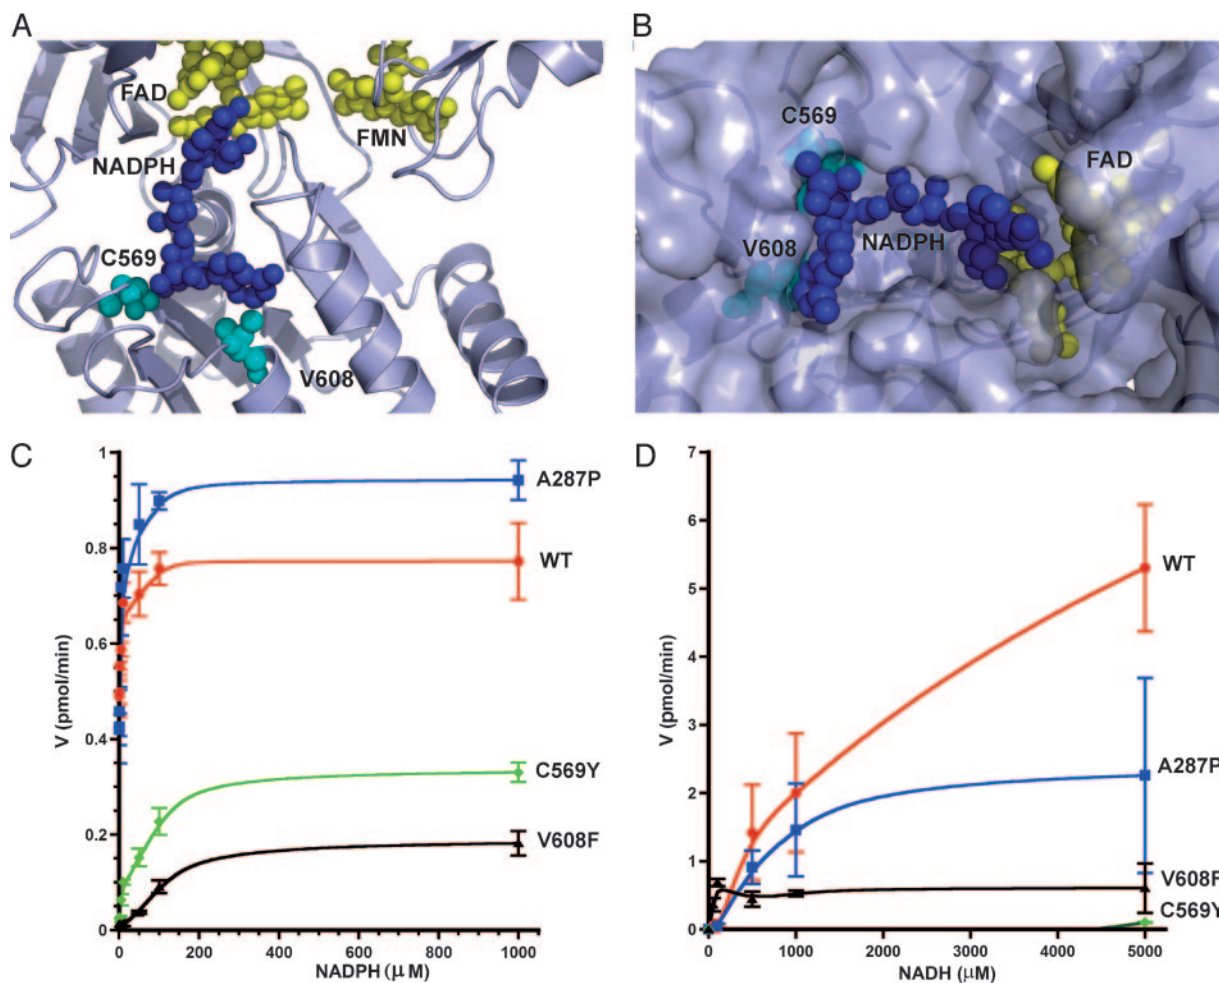 A
FAD
FMN
NADPH
C569
V608
B
C569
FAD
V608
NADPH
C
1
0.8
0.6
0.4
0.2
0
V (pmol/min)
A287P
WT
C569Y
V608F
0 200 400 600 800 1000
NADPH (μM)
D
7
6
5
4
3
2
1
0
V (pmol/min)
WT
A287P
V608F
C569Y
0 1000 2000 3000 4000 5000
NADH (μM)